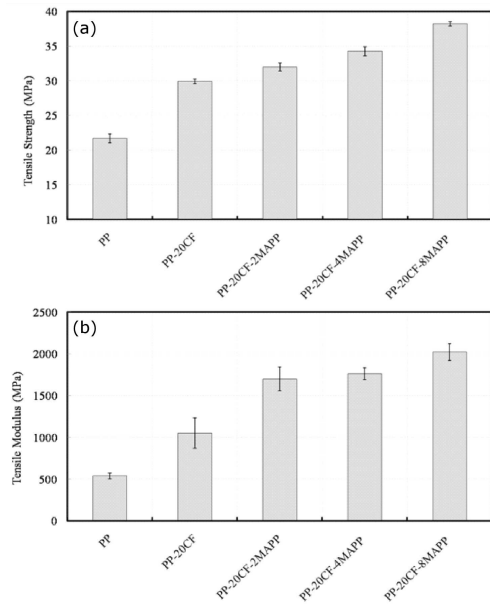 (a)
Tensile Strength (MPa)
40
35
30
25
20
15
10
PP
PP-20CF
PP-20CF-2MAPP
PP-20CF-4MAPP
PP-20CF-8MAPP
(b)
Tensile Modulus (MPa)
2500
2000
1500
1000
500
0
PP
PP-20CF
PP-20CF-2MAPP
PP-20CF-4MAPP
PP-20CF-8MAPP